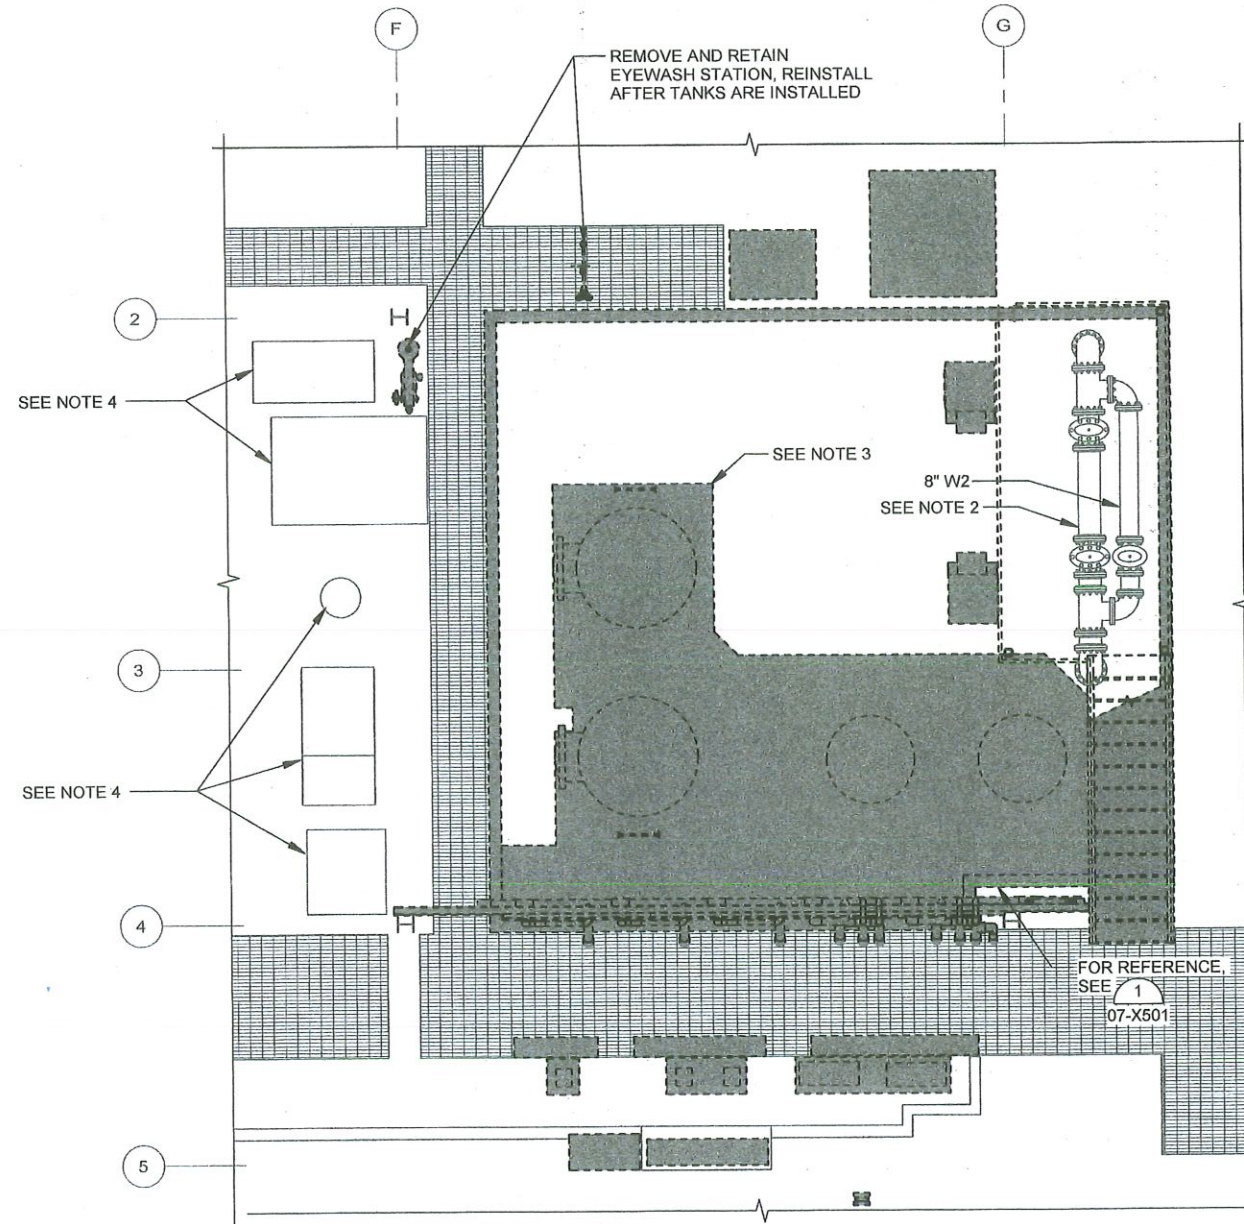 F
G
REMOVE AND RETAIN
EYEWASH STATION, REINSTALL
AFTER TANKS ARE INSTALLED
2
SEE NOTE 4
SEE NOTE 3
8" W2
SEE NOTE 2
3
SEE NOTE 4
4
FOR REFERENCE,
SEE
1
07-X501
5